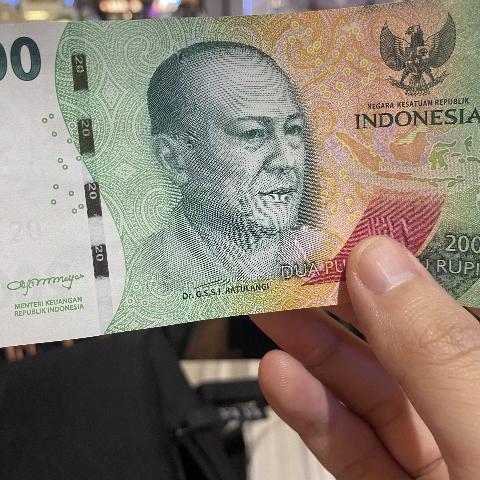 00
20
20
20
20
20
NEGARA KESATUAN REPUBLIK
INDONESIA
200
DUA PU
N RUPI
Dr. G.S.S.J. RATULANGI
MENTERI KEUANGAN
REPUBLIK INDONESIA